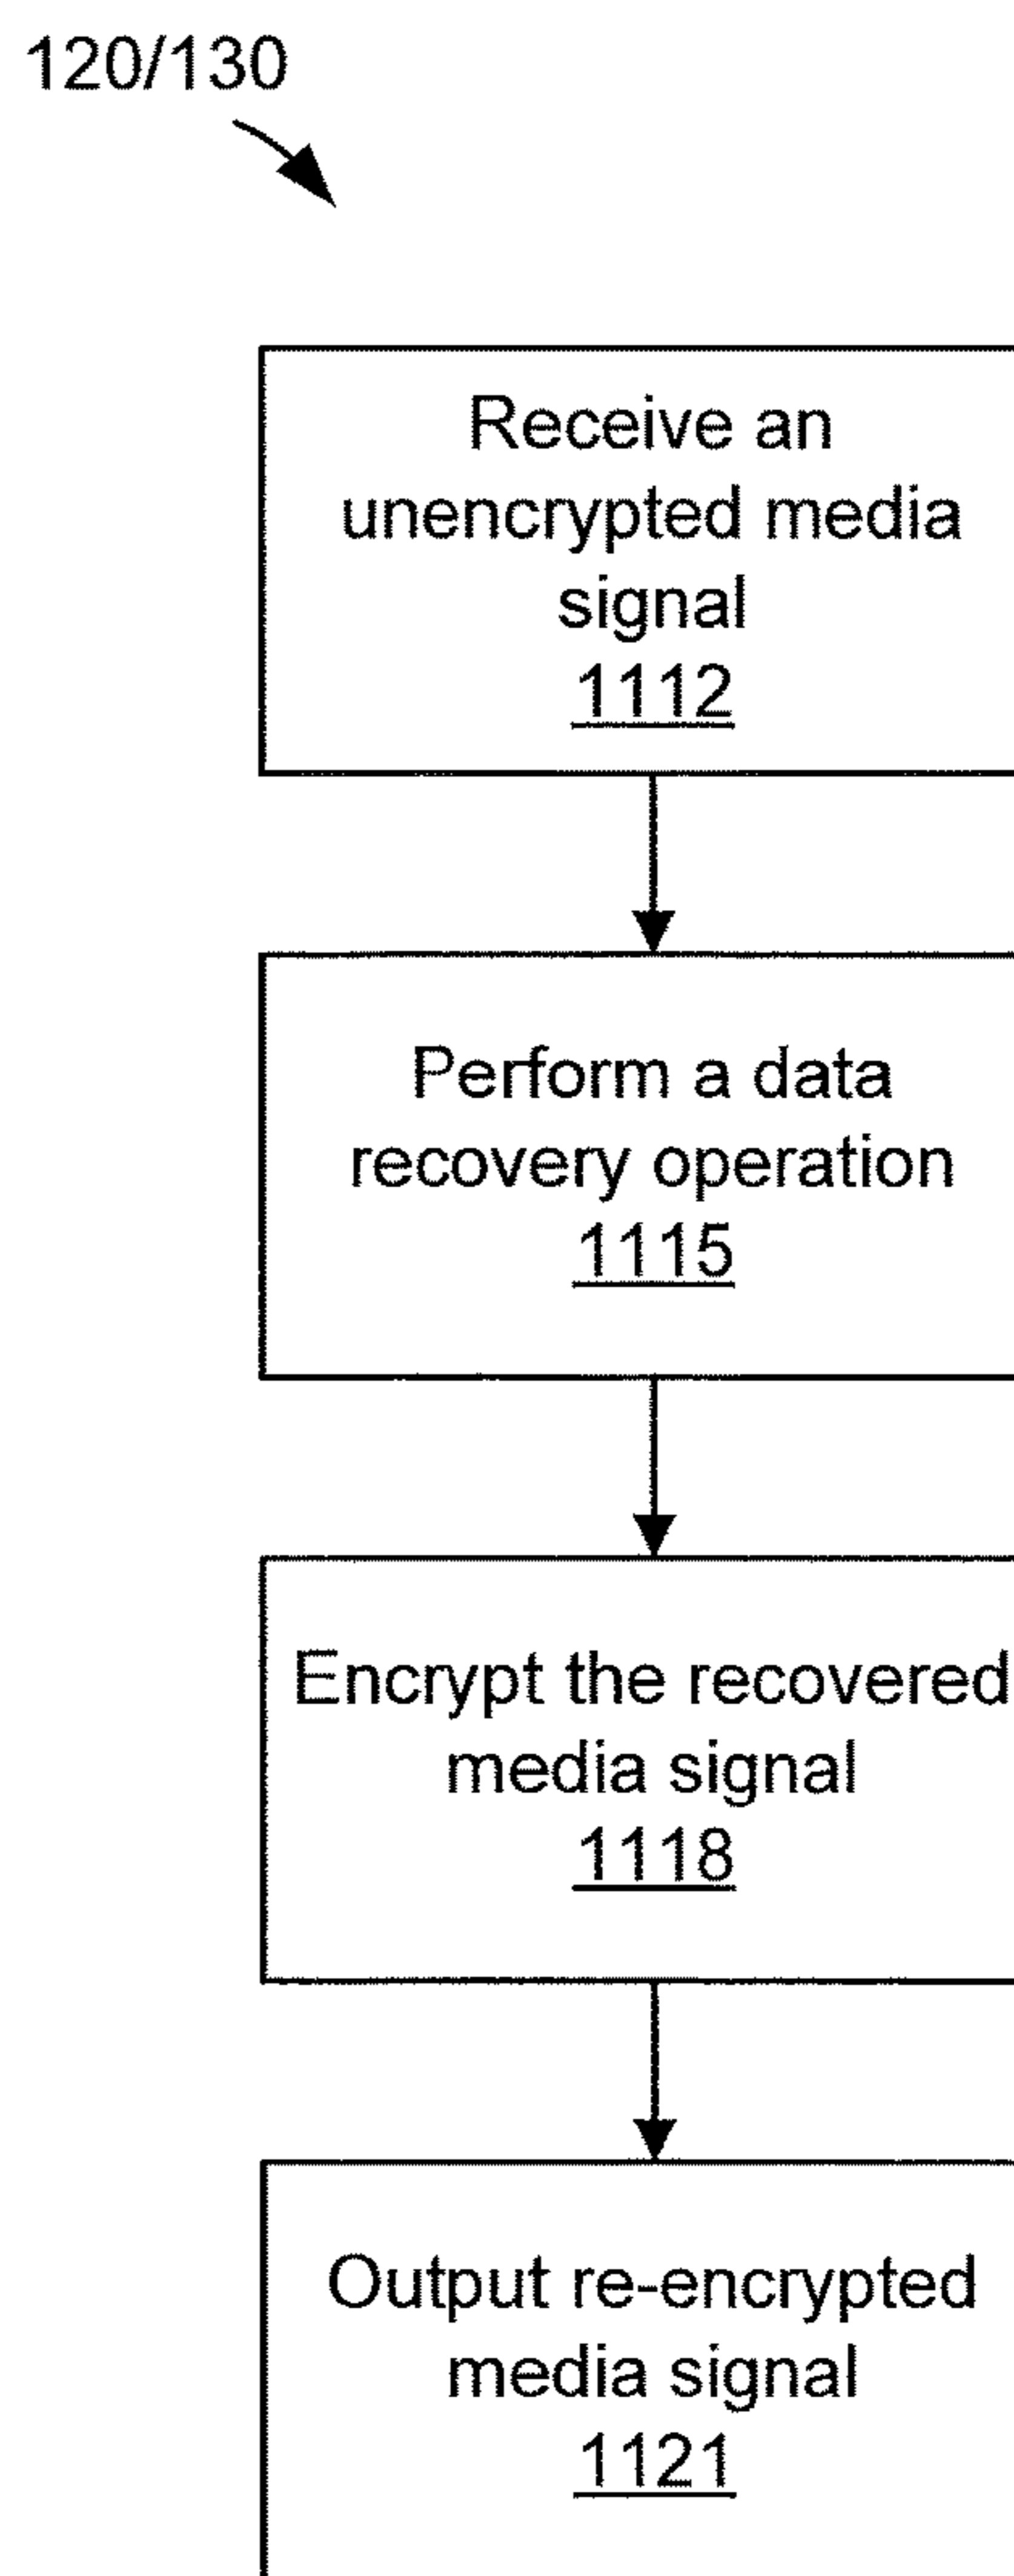 120/130
Receive an
unencrypted media
signal
1112
Perform a data
recovery operation
1115
Encrypt the recovered
media signal
1118
Output re-encrypted
media signal
1121